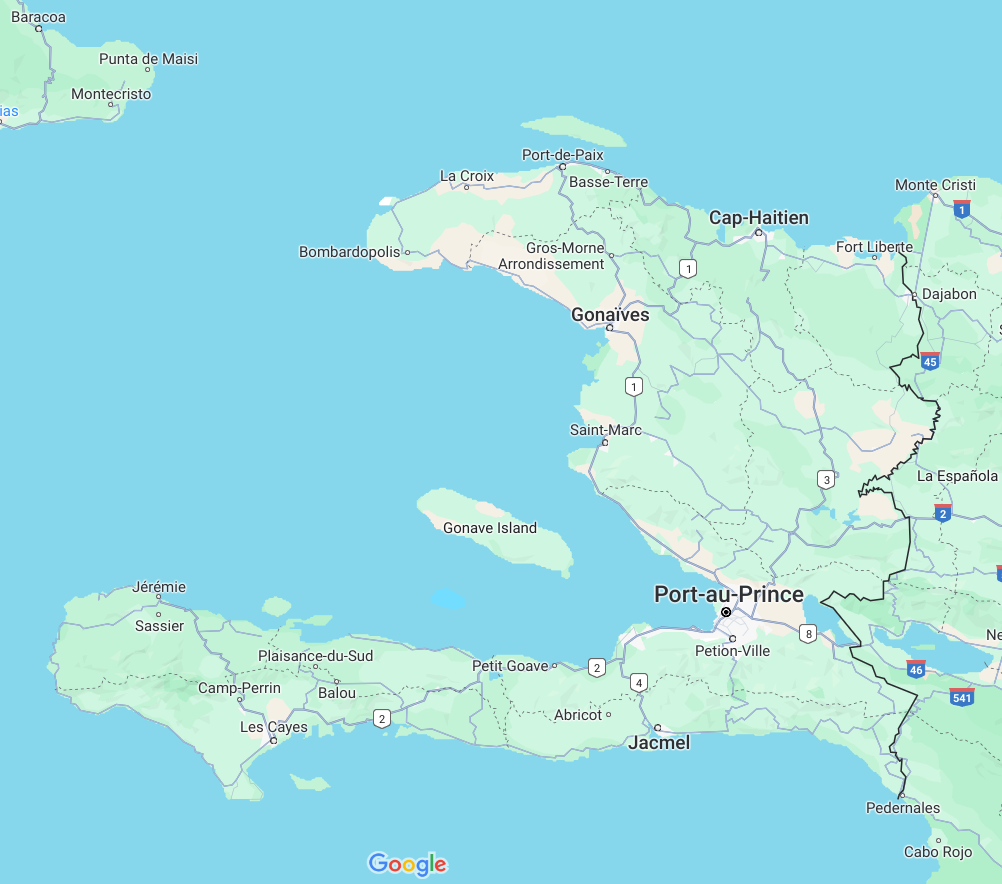 Baracoa
Punta de Maisi
Montecristo
ias
Port-de-Paix
La Croix
Basse-Terre
Monte Cristi
1
Cap-Haitien
Bombardopolis
Gros-Morne
Arrondissement
Fort Liberte
1
Dajabon
Gonaïves
45
1
Saint-Marc
3
La Española
2
Gonave Island
Jérémie
Port-au-Prince
Sassier
8
Ne
Petion-Ville
Plaisance-du-Sud
Petit Goave
2
46
Camp-Perrin
Balou
4
541
Abricot
2
Les Cayes
Jacmel
Pedernales
Cabo Rojo
Google